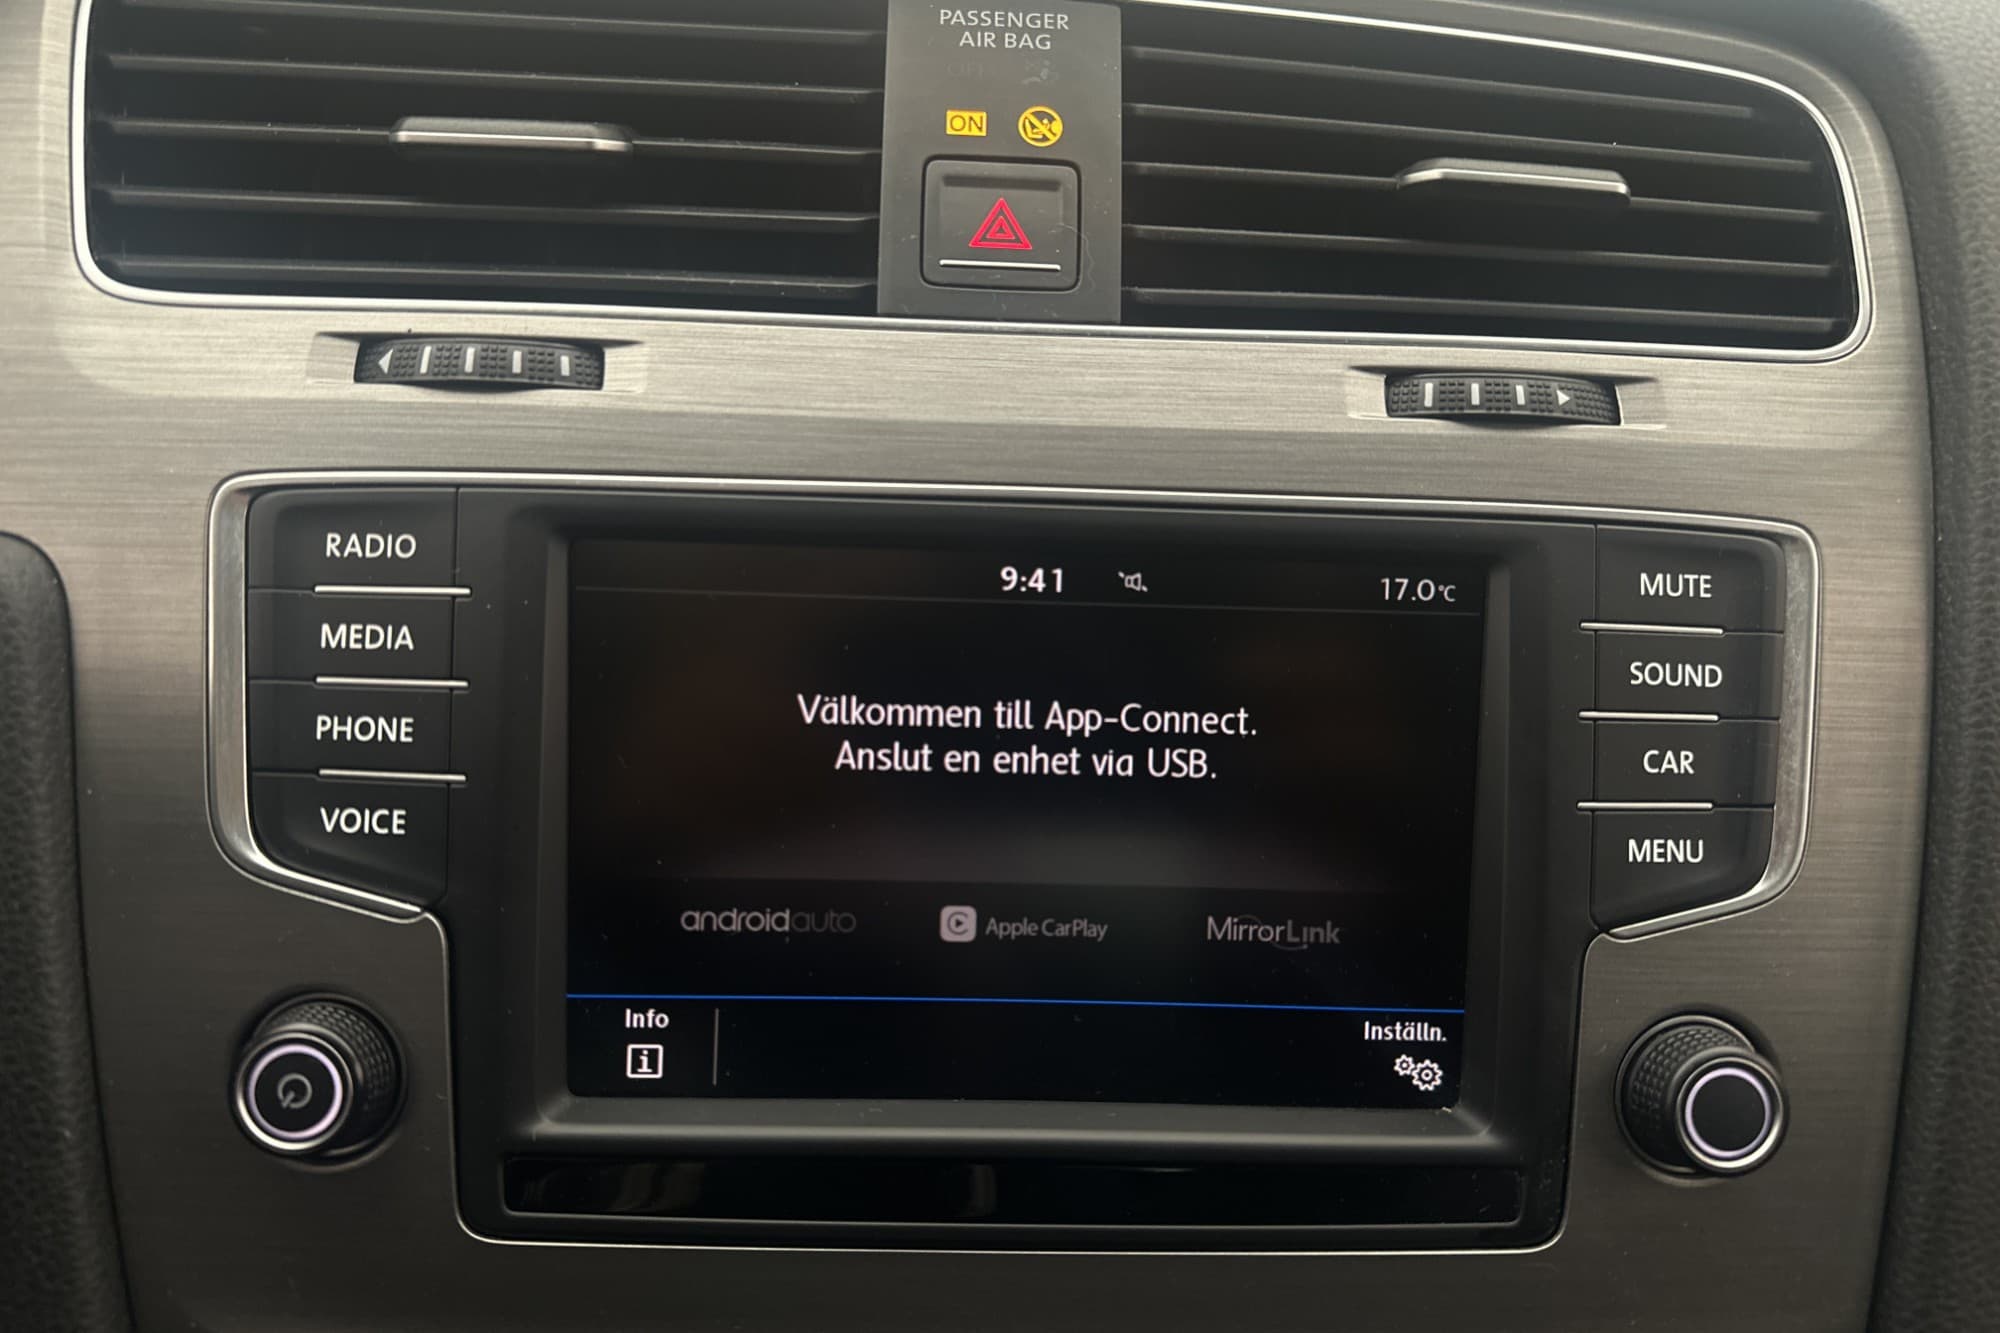 PASSENGER
AIR BAG
OFF
ON
RADIO
MEDIA
PHONE
VOICE
9:41
17.0°C
Välkommen till App-Connect.
Anslut en enhet via USB.
androidauto
Apple CarPlay
MirrorLink
Info
Inställn.
MUTE
SOUND
CAR
MENU